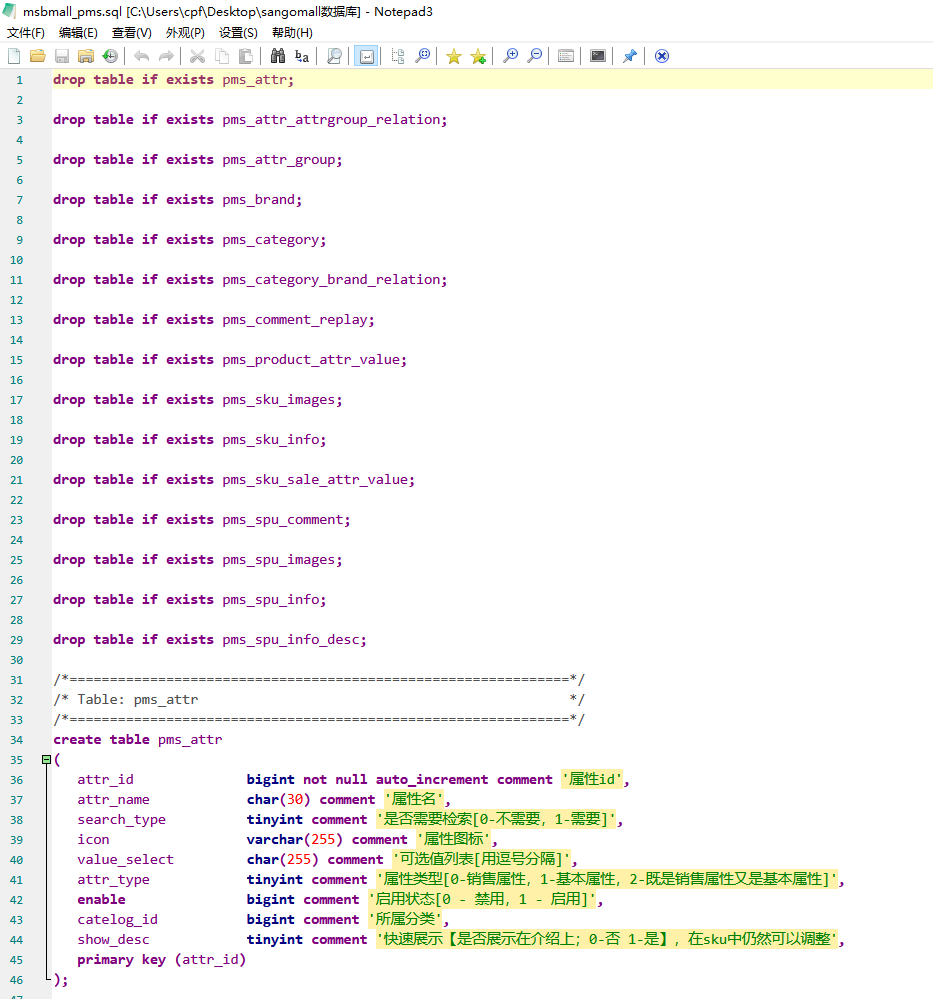 msbmall_pms.sql [C:\Users\cpf\Desktop\sangomall数据库] - Notepad3
文件(F) 编辑(E) 查看(V) 外观(P) 设置(S) 帮助(H)
1 drop table if exists pms_attr;
2
3 drop table if exists pms_attr_attrgroup_relation;
4
5 drop table if exists pms_attr_group;
6
7 drop table if exists pms_brand;
8
9 drop table if exists pms_category;
10
11 drop table if exists pms_category_brand_relation;
12
13 drop table if exists pms_comment_replay;
14
15 drop table if exists pms_product_attr_value;
16
17 drop table if exists pms_sku_images;
18
19 drop table if exists pms_sku_info;
20
21 drop table if exists pms_sku_sale_attr_value;
22
23 drop table if exists pms_spu_comment;
24
25 drop table if exists pms_spu_images;
26
27 drop table if exists pms_spu_info;
28
29 drop table if exists pms_spu_info_desc;
30
31 /*==============================================================*/
32 /* Table: pms_attr                                              */
33 /*==============================================================*/
34 create table pms_attr
35 (
36    attr_id              bigint not null auto_increment comment '属性id',
37    attr_name            char(30) comment '属性名',
38    search_type          tinyint comment '是否需要检索[0-不需要，1-需要]',
39    icon                 varchar(255) comment '属性图标',
40    value_select         char(255) comment '可选值列表[用逗号分隔]',
41    attr_type            tinyint comment '属性类型[0-销售属性，1-基本属性，2-既是销售属性又是基本属性]',
42    enable               bigint comment '启用状态[0 - 禁用，1 - 启用]',
43    catelog_id           bigint comment '所属分类',
44    show_desc            tinyint comment '快速展示【是否展示在介绍上；0-否 1-是】，在sku中仍然可以调整',
45    primary key (attr_id)
46 );
47